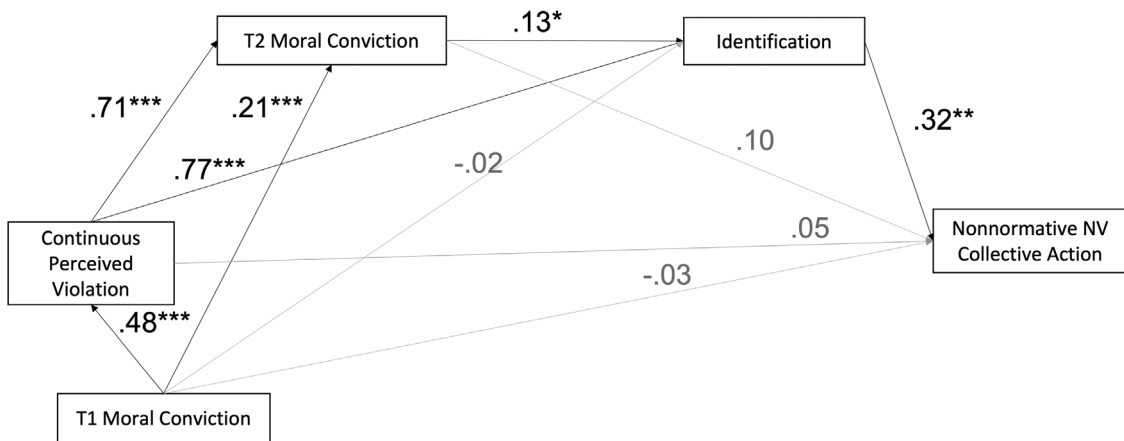 .13*
T2 Moral Conviction
Identification
.71***
.21***
.32**
.10
.77***
-.02
Continuous
Perceived
Violation
.05
Nonnormative NV
Collective Action
-.03
.48***
T1 Moral Conviction